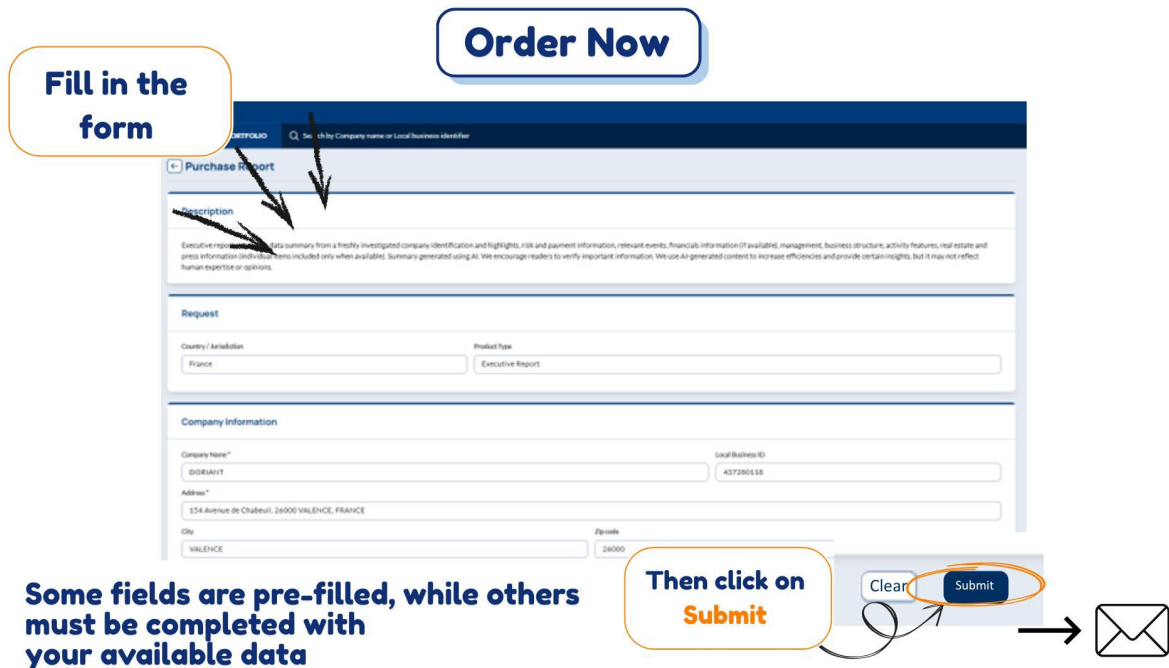 Order Now
Fill in the
form
Search by Company name or Local business identifier
Purchase Report
Description
Executive data summary from a freshly investigated company identification and highlights, risk and payment information, relevant events, financials information (if available), management, business structure, activity features, real estate and
press information (individual items included only when available). Summary generated using AI. We encourage readers to verify important information. We use AI-generated content to increase efficiencies and provide certain insights, but it may not reflect
human expertise or opinions.
Request
Country / Jurisdiction
Product Type
France
Executive Report
Company Information
Company Name *
Local Business ID
DORIANT
437280118
Address *
154 Avenue de Chabeuil, 26000 VALENCE, FRANCE
City
Zip code
VALENCE
26000
Some fields are pre-filled, while others
must be completed with
your available data
Then click on
Submit
Clear
Submit